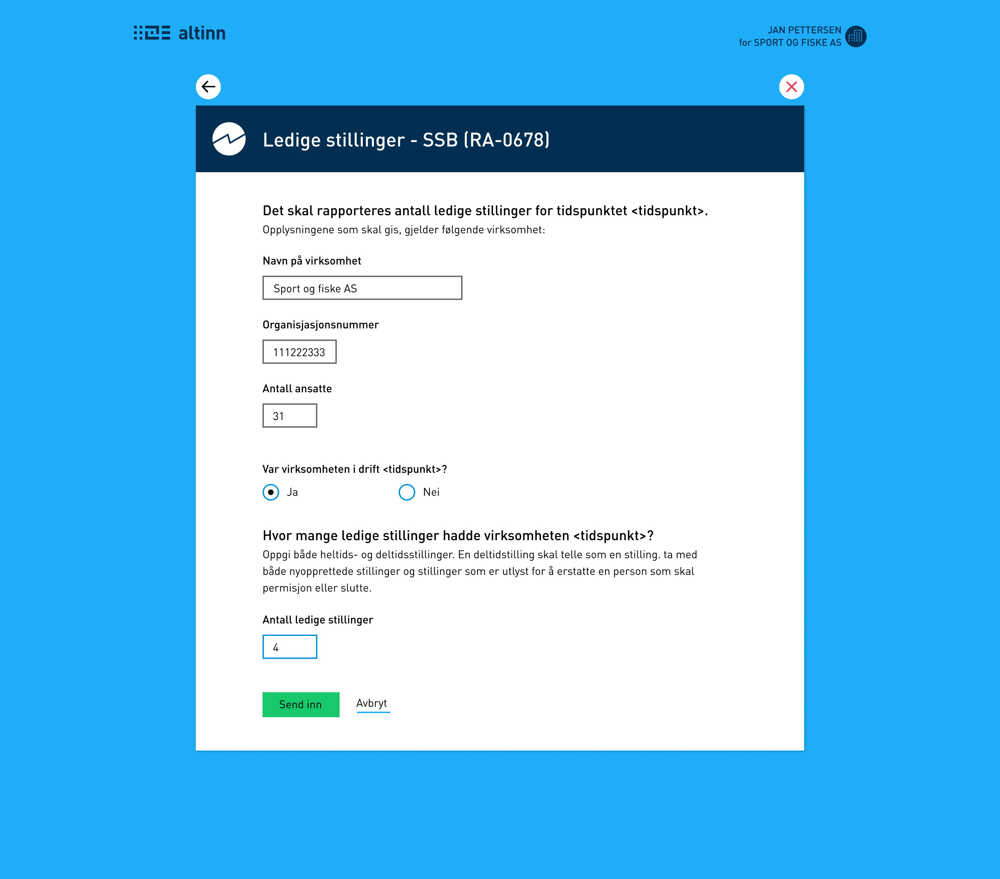 altinn
JAN PETTERSEN
for SPORT OG FISKE AS
Ledige stillinger - SSB (RA-0678)
Det skal rapporteres antall ledige stillinger for tidspunktet <tidspunkt>.
Opplysningene som skal gis, gjelder følgende virksomhet:
Navn på virksomhet
Sport og fiske AS
Organisjasjonsnummer
111222333
Antall ansatte
31
Var virksomheten i drift <tidspunkt>?
Ja
Nei
Hvor mange ledige stillinger hadde virksomheten <tidspunkt>?
Oppgi både heltids- og deltidsstillinger. En deltidstilling skal telle som en stilling. ta med
både nyopprettede stillinger og stillinger som er utlyst for å erstatte en person som skal
permisjon eller slutte.
Antall ledige stillinger
4
Send inn
Avbryt